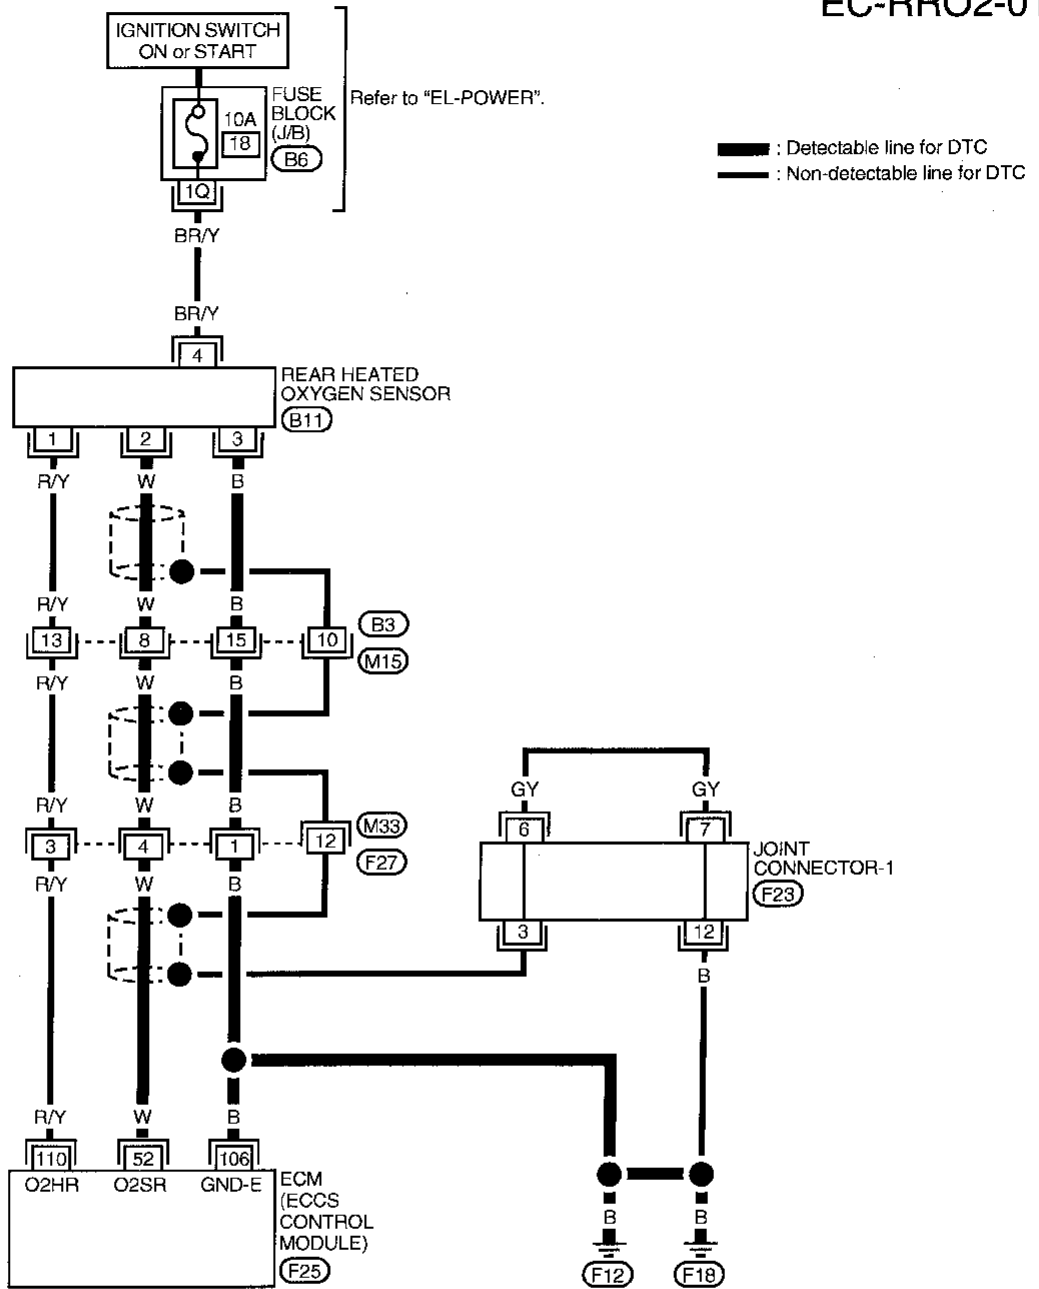 EC-RRO2-01
IGNITION SWITCH
ON or START
FUSE
BLOCK
(J/B)
B6
10A
18
1Q
Refer to "EL-POWER".
: Detectable line for DTC
: Non-detectable line for DTC
BR/Y
BR/Y
4
REAR HEATED
OXYGEN SENSOR
B11
1 2 3
R/Y W B
R/Y W B
13 8 15 10
B3
M15
R/Y W B
R/Y W B
3 4 1 12
M33
F27
R/Y W B
GY GY
6 7
JOINT
CONNECTOR-1
F23
3 12
B
R/Y W B
110 52 106
O2HR O2SR GND-E
ECM
(ECCS
CONTROL
MODULE)
F25
B B
F12 F18